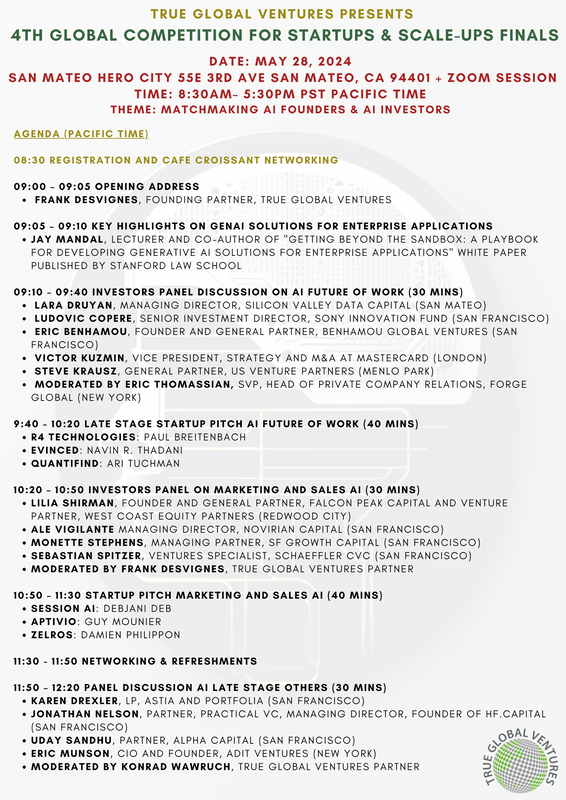 TRUE GLOBAL VENTURES PRESENTS
4TH GLOBAL COMPETITION FOR STARTUPS & SCALE-UPS FINALS
DATE: MAY 28, 2024
SAN MATEO HERO CITY 55E 3RD AVE SAN MATEO, CA 94401 + ZOOM SESSION
TIME: 8:30AM– 5:30PM PST PACIFIC TIME
THEME: MATCHMAKING AI FOUNDERS & AI INVESTORS
AGENDA (PACIFIC TIME)
08:30 REGISTRATION AND CAFE CROISSANT NETWORKING
09:00 – 09:05 OPENING ADDRESS
• FRANK DESVIGNES, FOUNDING PARTNER, TRUE GLOBAL VENTURES
09:05 – 09:10 KEY HIGHLIGHTS ON GENAI SOLUTIONS FOR ENTERPRISE APPLICATIONS
• JAY MANDAL, LECTURER AND CO-AUTHOR OF "GETTING BEYOND THE SANDBOX: A PLAYBOOK
FOR DEVELOPING GENERATIVE AI SOLUTIONS FOR ENTERPRISE APPLICATIONS" WHITE PAPER
PUBLISHED BY STANFORD LAW SCHOOL
09:10 – 09:40 INVESTORS PANEL DISCUSSION ON AI FUTURE OF WORK (30 MINS)
• LARA DRUYAN, MANAGING DIRECTOR, SILICON VALLEY DATA CAPITAL (SAN MATEO)
• LUDOVIC COPERE, SENIOR INVESTMENT DIRECTOR, SONY INNOVATION FUND (SAN FRANCISCO)
• ERIC BENHAMOU, FOUNDER AND GENERAL PARTNER, BENHAMOU GLOBAL VENTURES (SAN
FRANCISCO)
• VICTOR KUZMIN, VICE PRESIDENT, STRATEGY AND M&A AT MASTERCARD (LONDON)
• STEVE KRAUSZ, GENERAL PARTNER, US VENTURE PARTNERS (MENLO PARK)
• MODERATED BY ERIC THOMASSIAN, SVP, HEAD OF PRIVATE COMPANY RELATIONS, FORGE
GLOBAL (NEW YORK)
9:40 – 10:20 LATE STAGE STARTUP PITCH AI FUTURE OF WORK (40 MINS)
• R4 TECHNOLOGIES: PAUL BREITENBACH
• EVINCED: NAVIN R. THADANI
• QUANTIFIND: ARI TUCHMAN
10:20 – 10:50 INVESTORS PANEL ON MARKETING AND SALES AI (30 MINS)
• LILIA SHIRMAN, FOUNDER AND GENERAL PARTNER, FALCON PEAK CAPITAL AND VENTURE
PARTNER, WEST COAST EQUITY PARTNERS (REDWOOD CITY)
• ALE VIGILANTE MANAGING DIRECTOR, NOVIRIAN CAPITAL (SAN FRANCISCO)
• MONETTE STEPHENS, MANAGING PARTNER, SF GROWTH CAPITAL (SAN FRANCISCO)
• SEBASTIAN SPITZER, VENTURES SPECIALIST, SCHAEFFLER CVC (SAN FRANCISCO)
• MODERATED BY FRANK DESVIGNES, TRUE GLOBAL VENTURES PARTNER
10:50 – 11:30 STARTUP PITCH MARKETING AND SALES AI (40 MINS)
• SESSION AI: DEBJANI DEB
• APTIVIO: GUY MOUNIER
• ZELROS: DAMIEN PHILIPPON
11:30 – 11:50 NETWORKING & REFRESHMENTS
11:50 – 12:20 PANEL DISCUSSION AI LATE STAGE OTHERS (30 MINS)
• KAREN DREXLER, LP, ASTIA AND PORTFOLIA (SAN FRANCISCO)
• JONATHAN NELSON, PARTNER, PRACTICAL VC, MANAGING DIRECTOR, FOUNDER OF HF.CAPITAL
(SAN FRANCISCO)
• UDAY SANDHU, PARTNER, ALPHA CAPITAL (SAN FRANCISCO)
• ERIC MUNSON, CIO AND FOUNDER, ADIT VENTURES (NEW YORK)
• MODERATED BY KONRAD WAWRUCH, TRUE GLOBAL VENTURES PARTNER
TRUE GLOBAL VENTURES